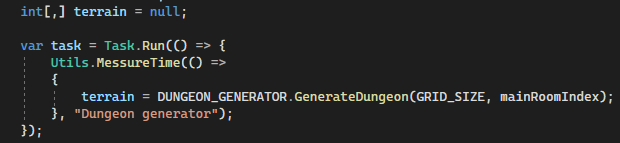 int[,] terrain = null;
var task = Task.Run(() => {
Utils.MessureTime(() =>
{
terrain = DUNGEON_GENERATOR.GenerateDungeon(GRID_SIZE, mainRoomIndex);
}, "Dungeon generator");
});